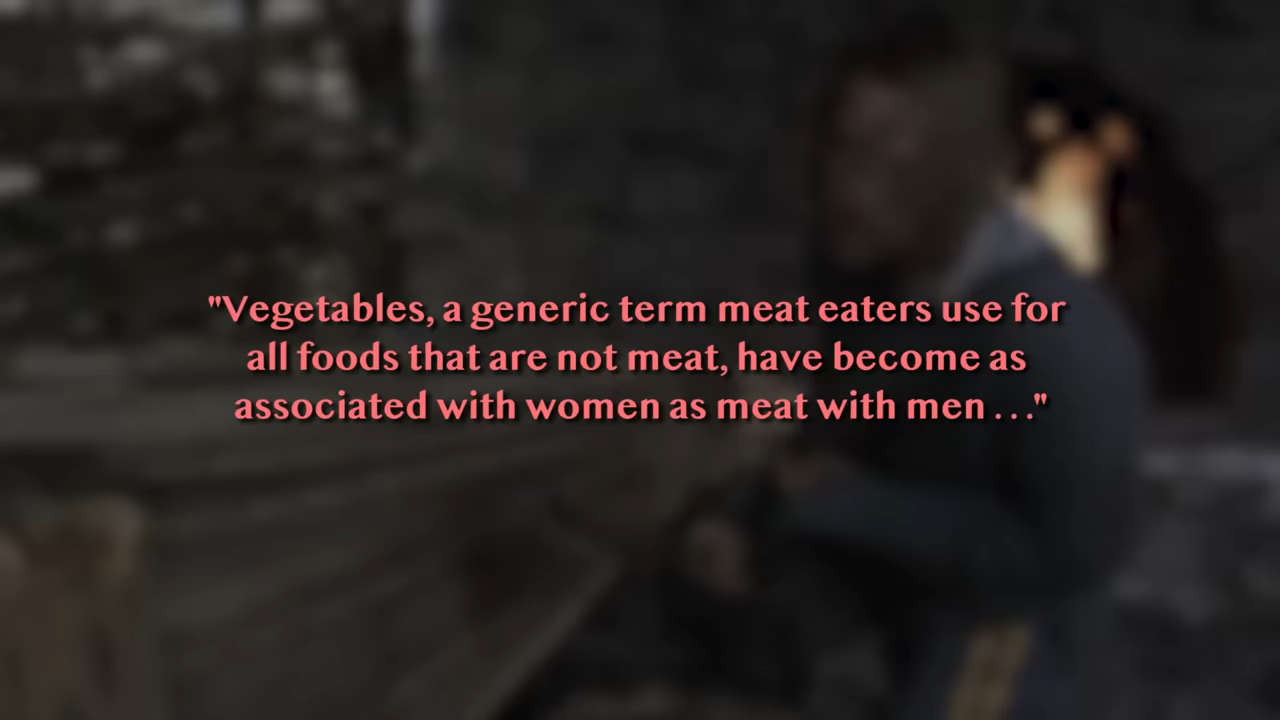 "Vegetables, a generic term meat eaters use for
all foods that are not meat, have become as
associated with women as meat with men . . ."